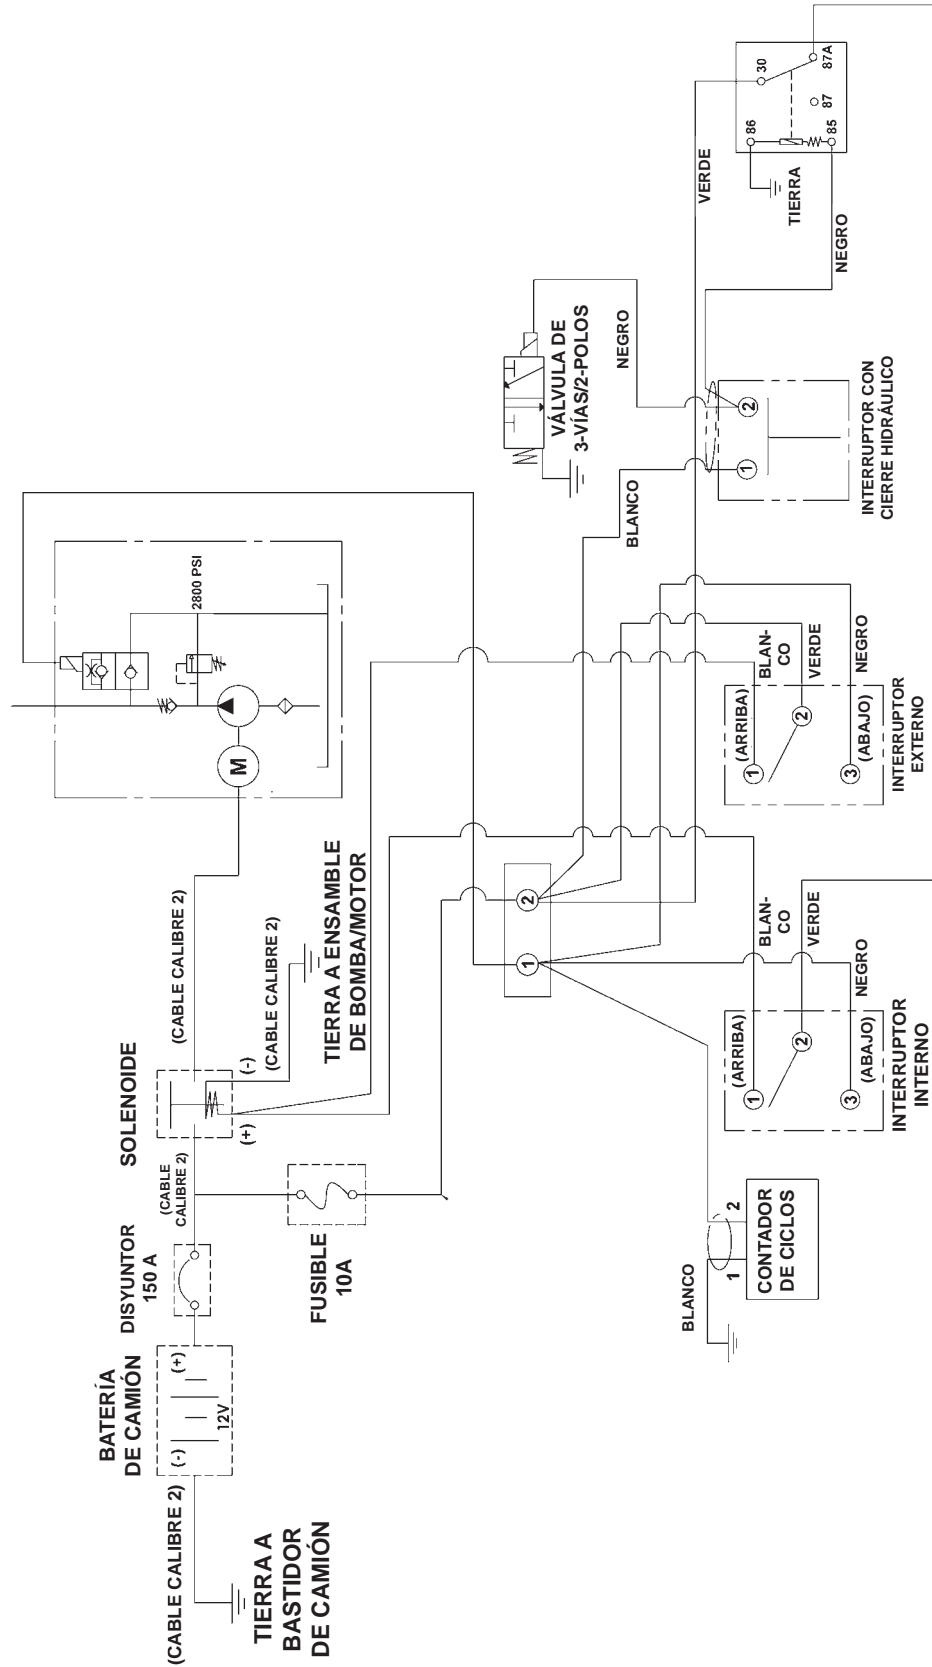 (CABLE CALIBRE 2)
TIERRA A
BASTIDOR
DE CAMIÓN
BATERÍA
DE CAMIÓN
(-)
(+)
12V
DISYUNTOR
150 A
(CABLE
CALIBRE 2)
FUSIBLE
10A
SOLENOIDE
(+)
(-)
(CABLE CALIBRE 2)
(CABLE CALIBRE 2)
TIERRA A ENSAMBLE
DE BOMBA/MOTOR
M
2800 PSI
1
2
BLANCO
1
2
CONTADOR
DE CICLOS
(ARRIBA)
1
2
3
(ABAJO)
BLAN-
CO
VERDE
NEGRO
INTERRUPTOR
INTERNO
(ARRIBA)
1
2
3
(ABAJO)
BLAN-
CO
VERDE
NEGRO
INTERRUPTOR
EXTERNO
VÁLVULA DE
3-VÍAS/2-POLOS
NEGRO
BLANCO
1
2
INTERRUPTOR CON
CIERRE HIDRÁULICO
VERDE
TIERRA
NEGRO
86
30
87A
87
85